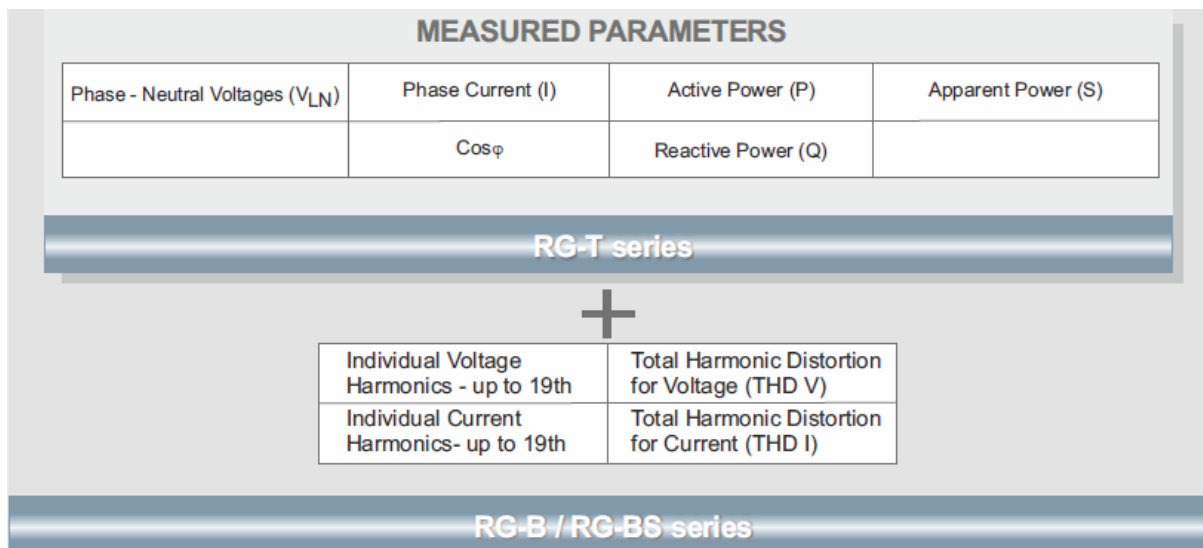 MEASURED PARAMETERS
Phase - Neutral Voltages (VLN)
Phase Current (I)
Active Power (P)
Apparent Power (S)
Cosφ
Reactive Power (Q)
RG-T series
+
Individual Voltage
Harmonics - up to 19th
Total Harmonic Distortion
for Voltage (THD V)
Individual Current
Harmonics- up to 19th
Total Harmonic Distortion
for Current (THD I)
RG-B / RG-BS series